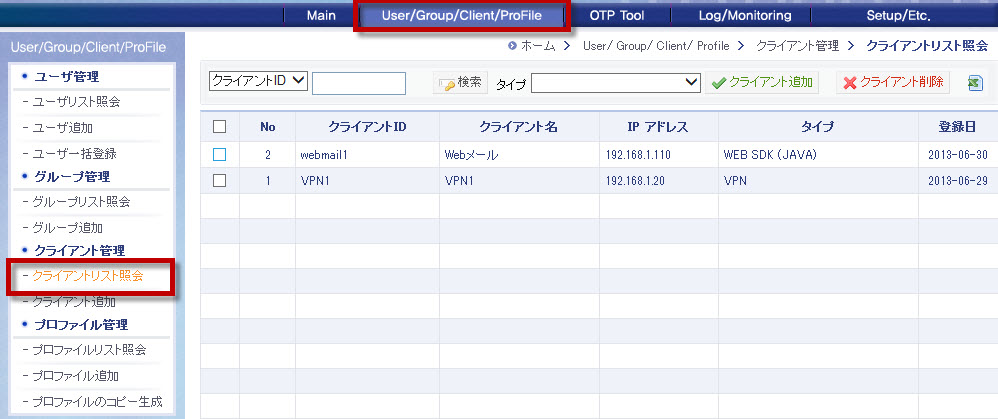 Main User/Group/Client/ProFile OTP Tool Log/Monitoring Setup/Etc.
User/Group/Client/ProFile
ホーム > User/ Group/ Client/ Profile > クライアント管理 > クライアントリスト照会
ユーザ管理
- ユーザリスト照会
- ユーザ追加
- ユーザ一括登録
グループ管理
- グループリスト照会
- グループ追加
クライアント管理
- クライアントリスト照会
- クライアント追加
プロファイル管理
- プロファイルリスト照会
- プロファイル追加
- プロファイルのコピー生成
クライアントID 検索 タイプ クライアント追加 クライアント削除
No クライアントID クライアント名 IP アドレス タイプ 登録日
2 webmail1 Webメール 192.168.1.110 WEB SDK (JAVA) 2013-06-30
1 VPN1 VPN1 192.168.1.20 VPN 2013-06-29